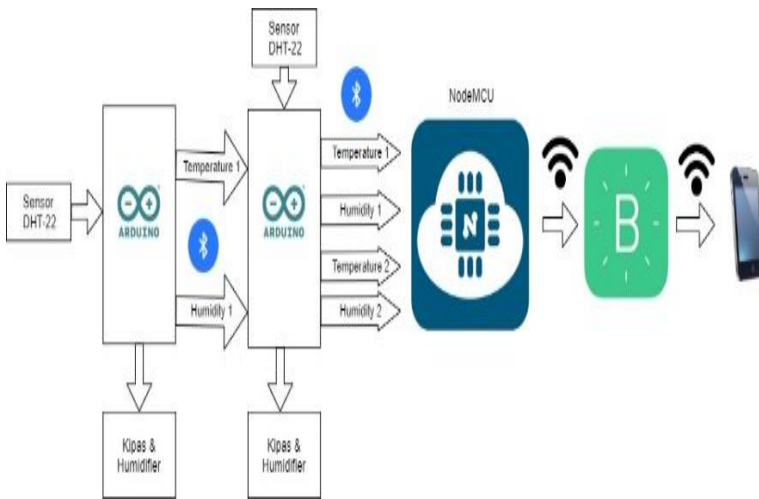 Sensor
DHT-22
NodeMCU
Sensor
DHT-22
ARDUINO
Temperature 1
Humidity 1
ARDUINO
Temperature 1
Humidity 1
Temperature 2
Humidity 2
N
B
Kipas &
Humidifier
Kipas &
Humidifier